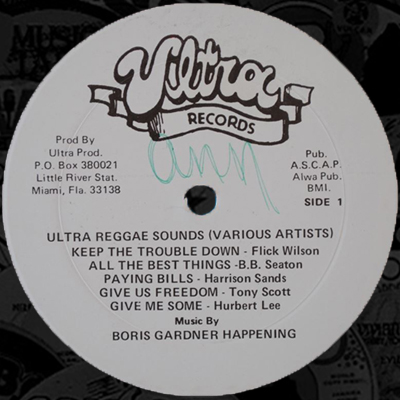 Ultra
RECORDS
ann
Prod By
Ultra Prod.
P.O. Box 380021
Little River Stat.
Miami, Fla. 33138
Pub.
A.S.C.A.P.
Alwa Pub.
BMI.
SIDE 1
ULTRA REGGAE SOUNDS (VARIOUS ARTISTS)
KEEP THE TROUBLE DOWN - Flick Wilson
ALL THE BEST THINGS -B.B. Seaton
PAYING BILLS - Harrison Sands
GIVE US FREEDOM - Tony Scott
GIVE ME SOME - Hurbert Lee
Music By
BORIS GARDNER HAPPENING